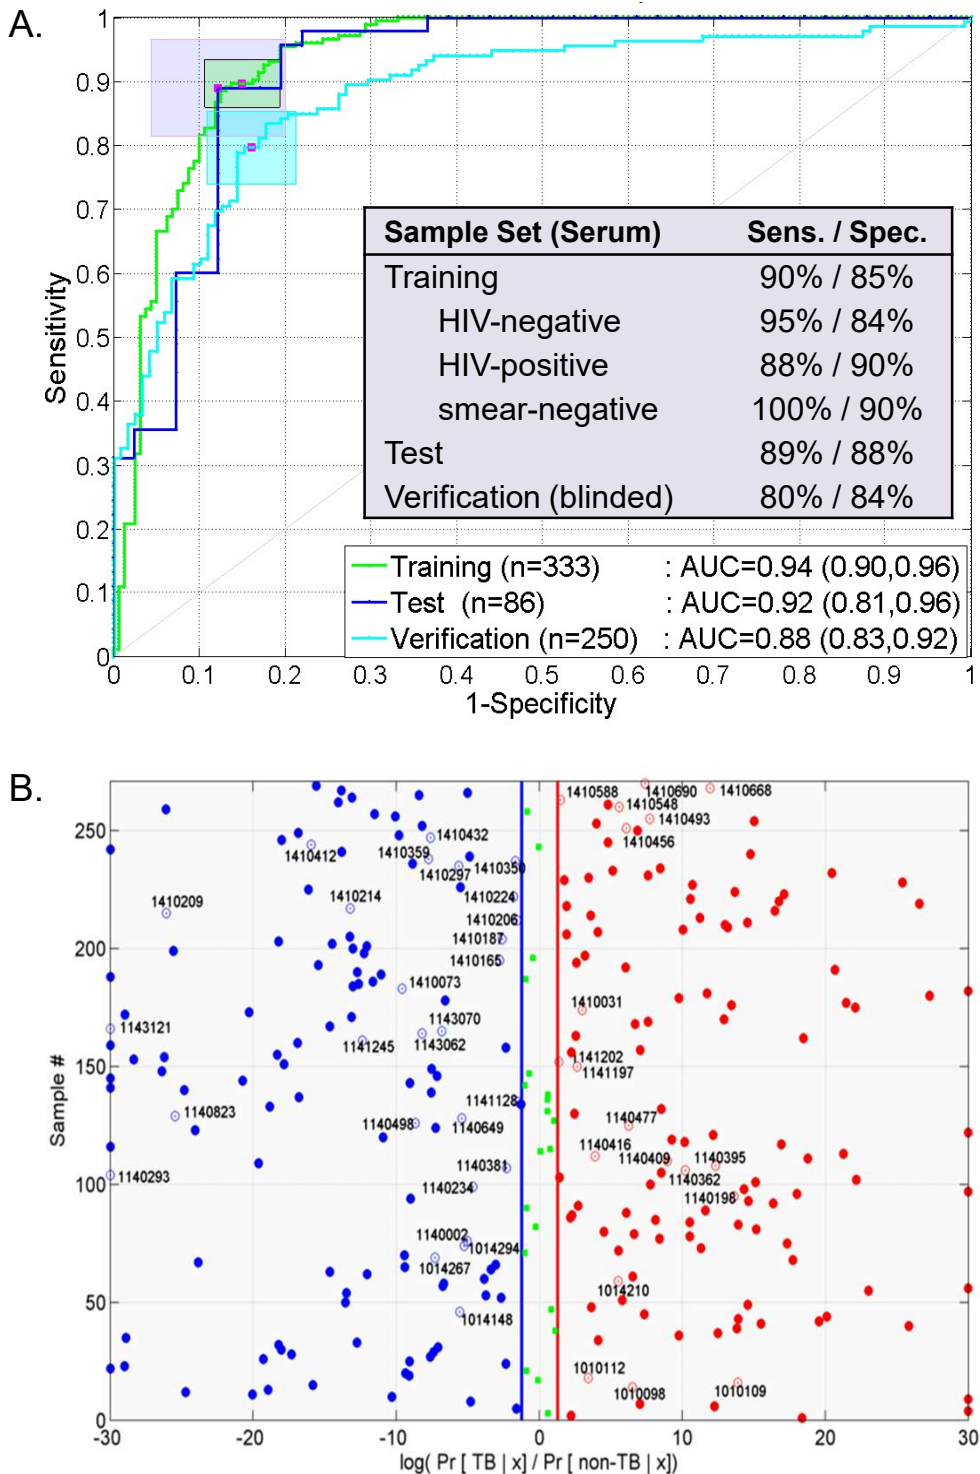 A.
1
0.9
0.8
0.7
0.6
0.5
0.4
0.3
0.2
0.1
0
Sensitivity
Sample Set (Serum) Sens. / Spec.
Training 90% / 85%
HIV-negative 95% / 84%
HIV-positive 88% / 90%
smear-negative 100% / 90%
Test 89% / 88%
Verification (blinded) 80% / 84%
Training (n=333) : AUC=0.94 (0.90,0.96)
Test (n=86) : AUC=0.92 (0.81,0.96)
Verification (n=250) : AUC=0.88 (0.83,0.92)
0 0.1 0.2 0.3 0.4 0.5 0.6 0.7 0.8 0.9 1
1-Specificity
B.
250
200
150
100
50
0
Sample #
1410588 1410690 1410668
1410548
1410493
1410456
1410432
1410412 1410359
1410297 1410350
1410209 1410214 1410224
1410206
1410187
1410165
1410073
1410031
1143121 1143070
1143062
1141245 1141202
1141197
1141128
1140823 1140498 1140649 1140477
1140416 1140409 1140395
1140381 1140362
1140293 1140234 1140198
1140002
1014294
1014267
1014210
1014148
1010112
1010098 1010109
-30 -20 -10 0 10 20 30
log( Pr [ TB | x] / Pr [ non-TB | x])